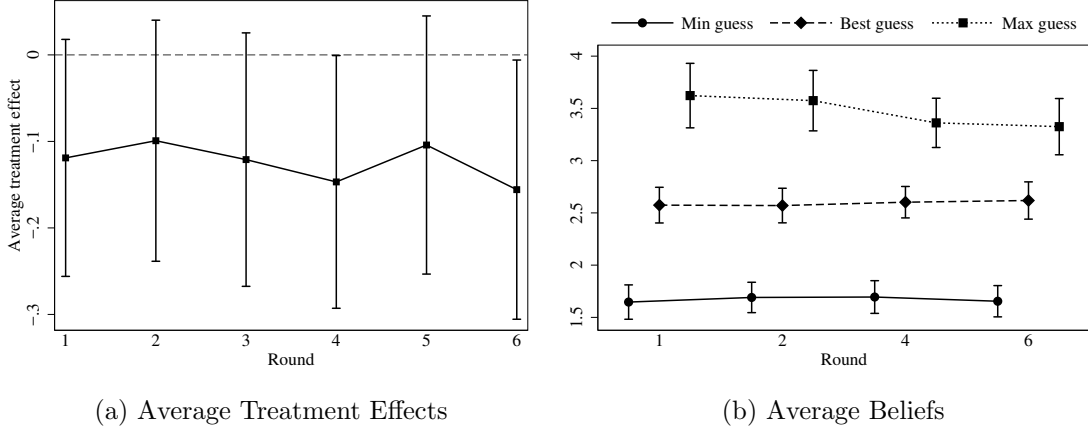 0
-.1
-.2
-.3
Average treatment effect
1 2 3 4 5 6
Round
(a) Average Treatment Effects
Min guess Best guess Max guess
4
3.5
3
2.5
2
1.5
1 2 4 6
Round
(b) Average Beliefs